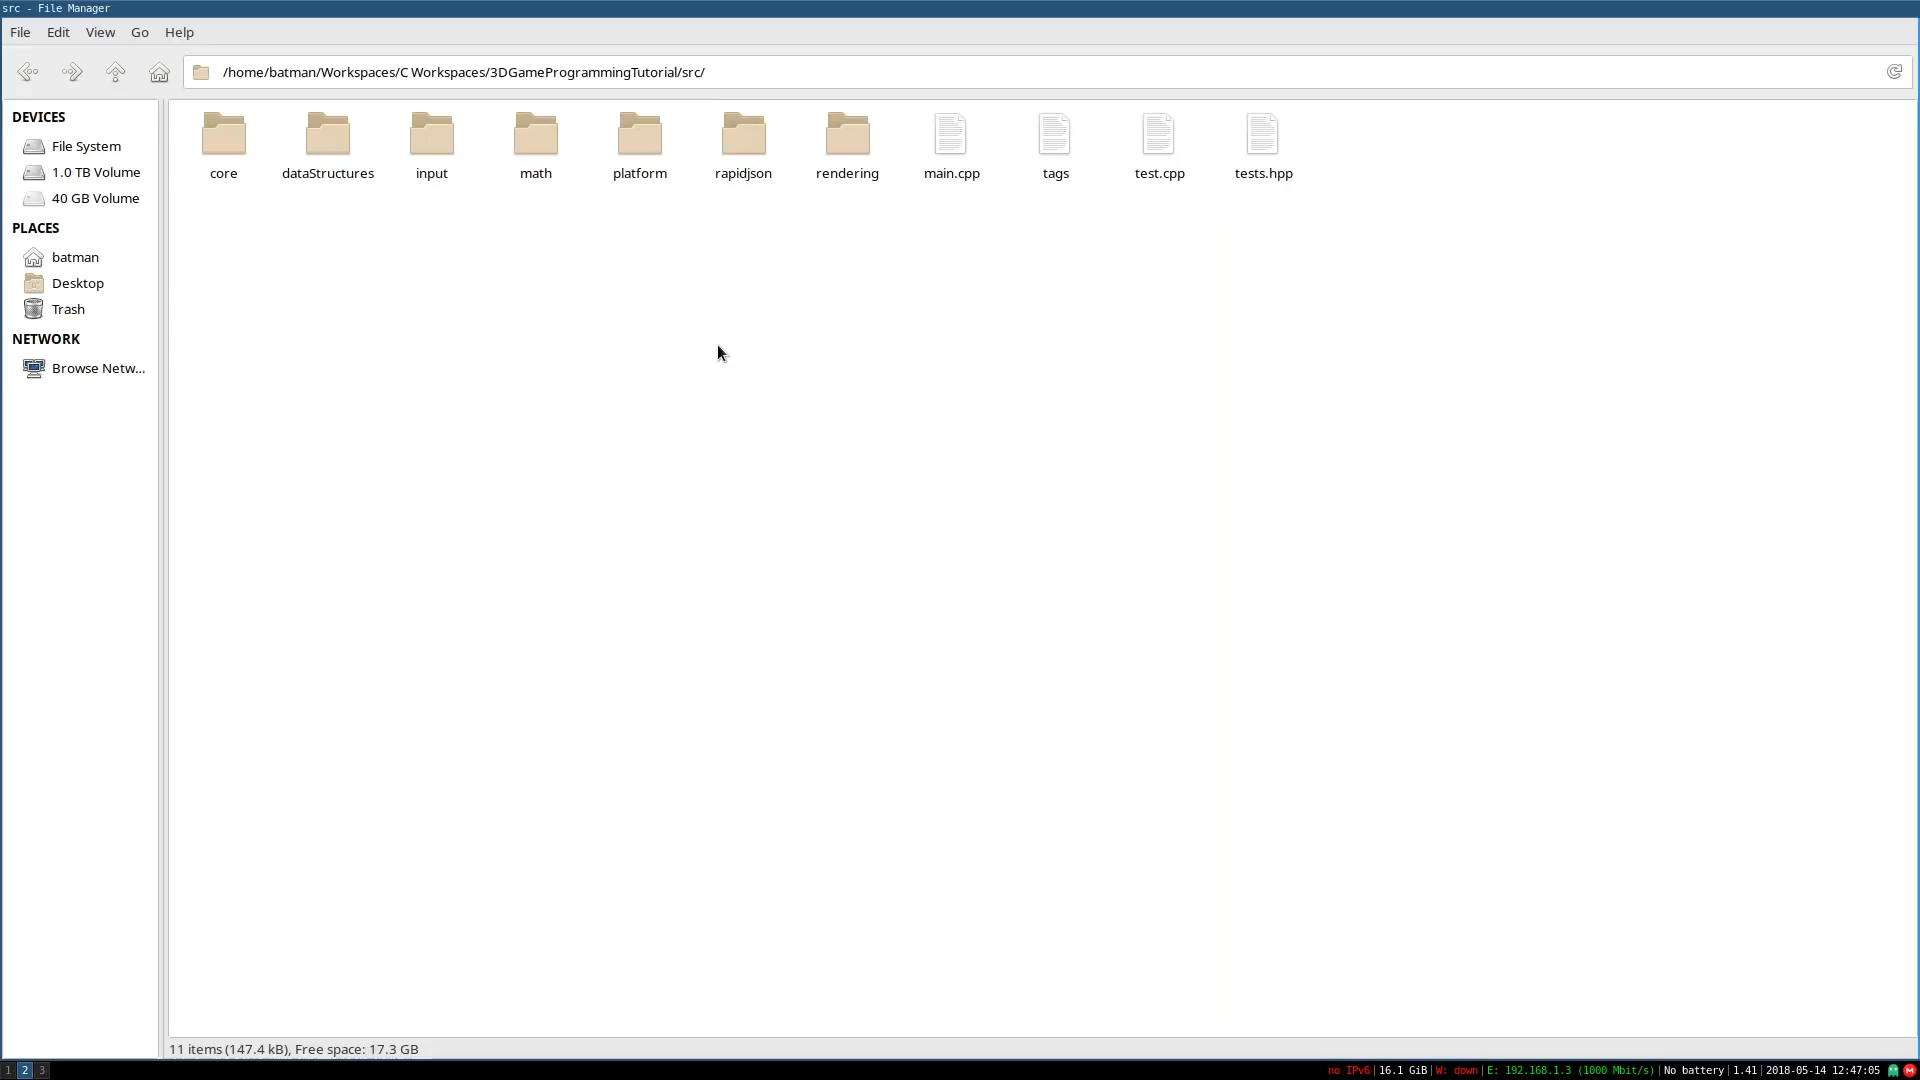 src - File Manager
File Edit View Go Help
/home/batman/Workspaces/C Workspaces/3DGameProgrammingTutorial/src/
DEVICES
File System
1.0 TB Volume
40 GB Volume
PLACES
batman
Desktop
Trash
NETWORK
Browse Netw...
core dataStructures input math platform rapidjson rendering main.cpp tags test.cpp tests.hpp
11 items (147.4 kB), Free space: 17.3 GB
1 2 3 no IPv6|16.1 GiB|W: down|E: 192.168.1.3 (1000 Mbit/s)|No battery|1.41|2018-05-14 12:47:05